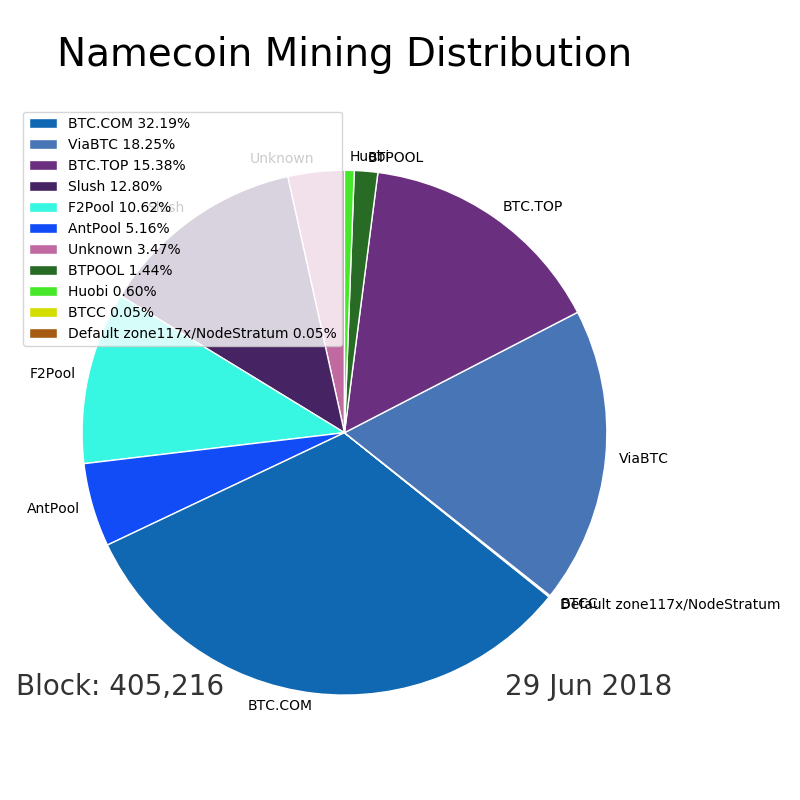 Namecoin Mining Distribution
BTC.COM 32.19%
ViaBTC 18.25%
BTC.TOP 15.38%
Slush 12.80%
F2Pool 10.62%
AntPool 5.16%
Unknown 3.47%
BTPOOL 1.44%
Huobi 0.60%
BTCC 0.05%
Default zone117x/NodeStratum 0.05%
Unknown
Huobi
BTPOOL
Slush
BTC.TOP
F2Pool
ViaBTC
AntPool
BTCC
Default zone117x/NodeStratum
Block: 405,216
29 Jun 2018
BTC.COM